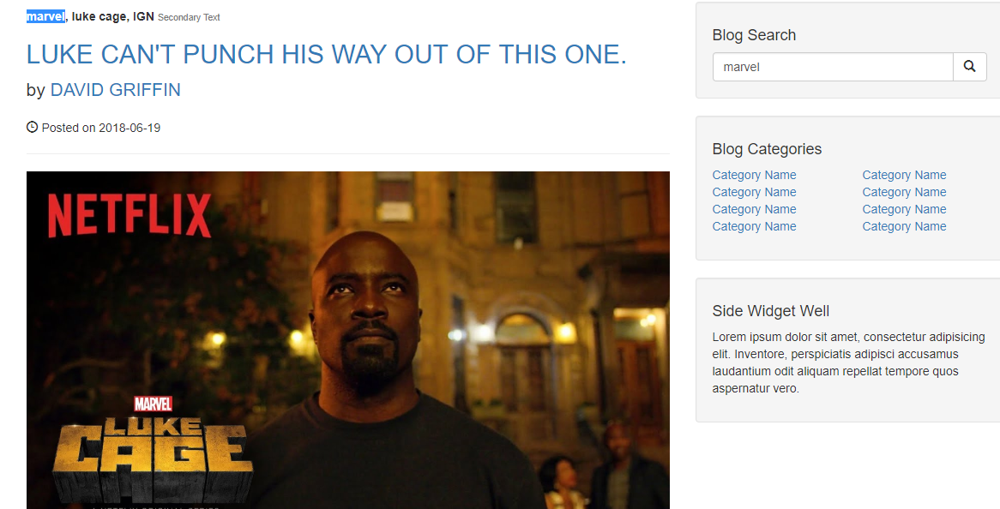 marvel, luke cage, IGN Secondary Text
LUKE CAN'T PUNCH HIS WAY OUT OF THIS ONE.
by DAVID GRIFFIN
Posted on 2018-06-19
NETFLIX
MARVEL
LUKE
CAGE
Blog Search
marvel
Blog Categories
Category Name Category Name
Category Name Category Name
Category Name Category Name
Category Name Category Name
Side Widget Well
Lorem ipsum dolor sit amet, consectetur adipisicing
elit. Inventore, perspiciatis adipisci accusamus
laudantium odit aliquam repellat tempore quos
aspernatur vero.